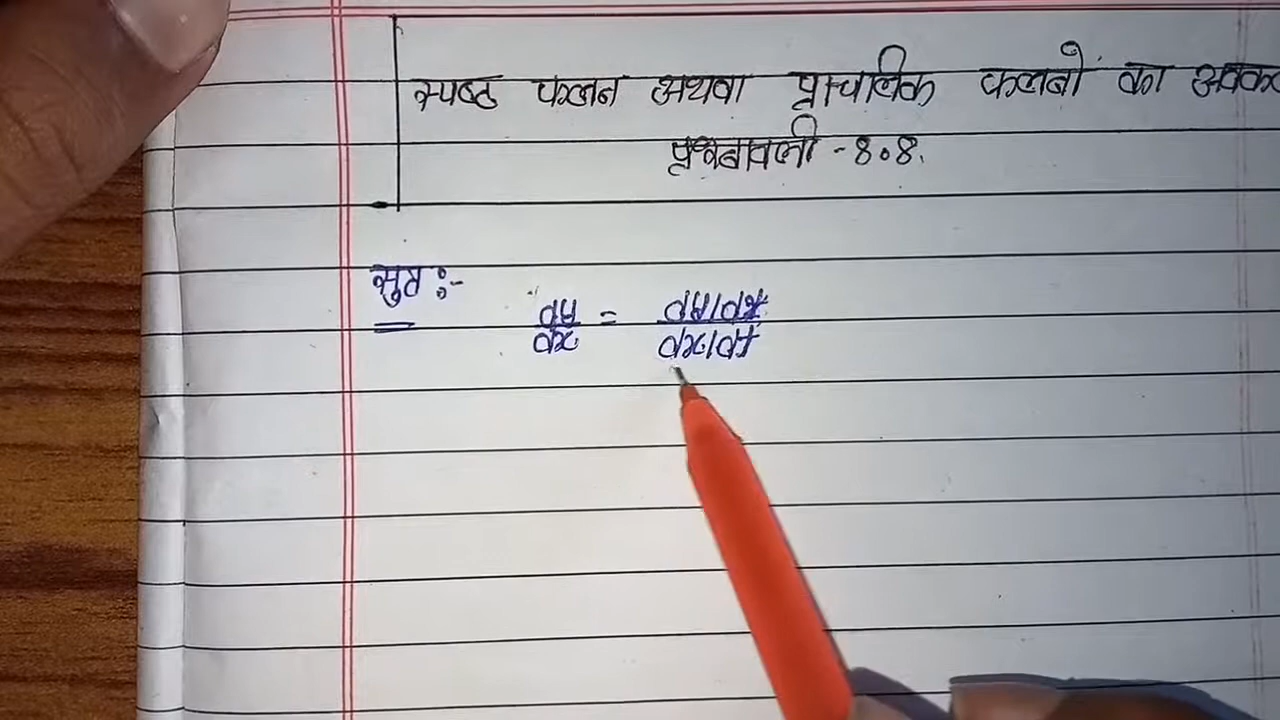 स्पष्ट फलन अथवा प्राचलिक फलनों का अवकल
प्रश्नावली - 8.8.
सुत्र :-
dy/dx = dy/dt / dx/dt